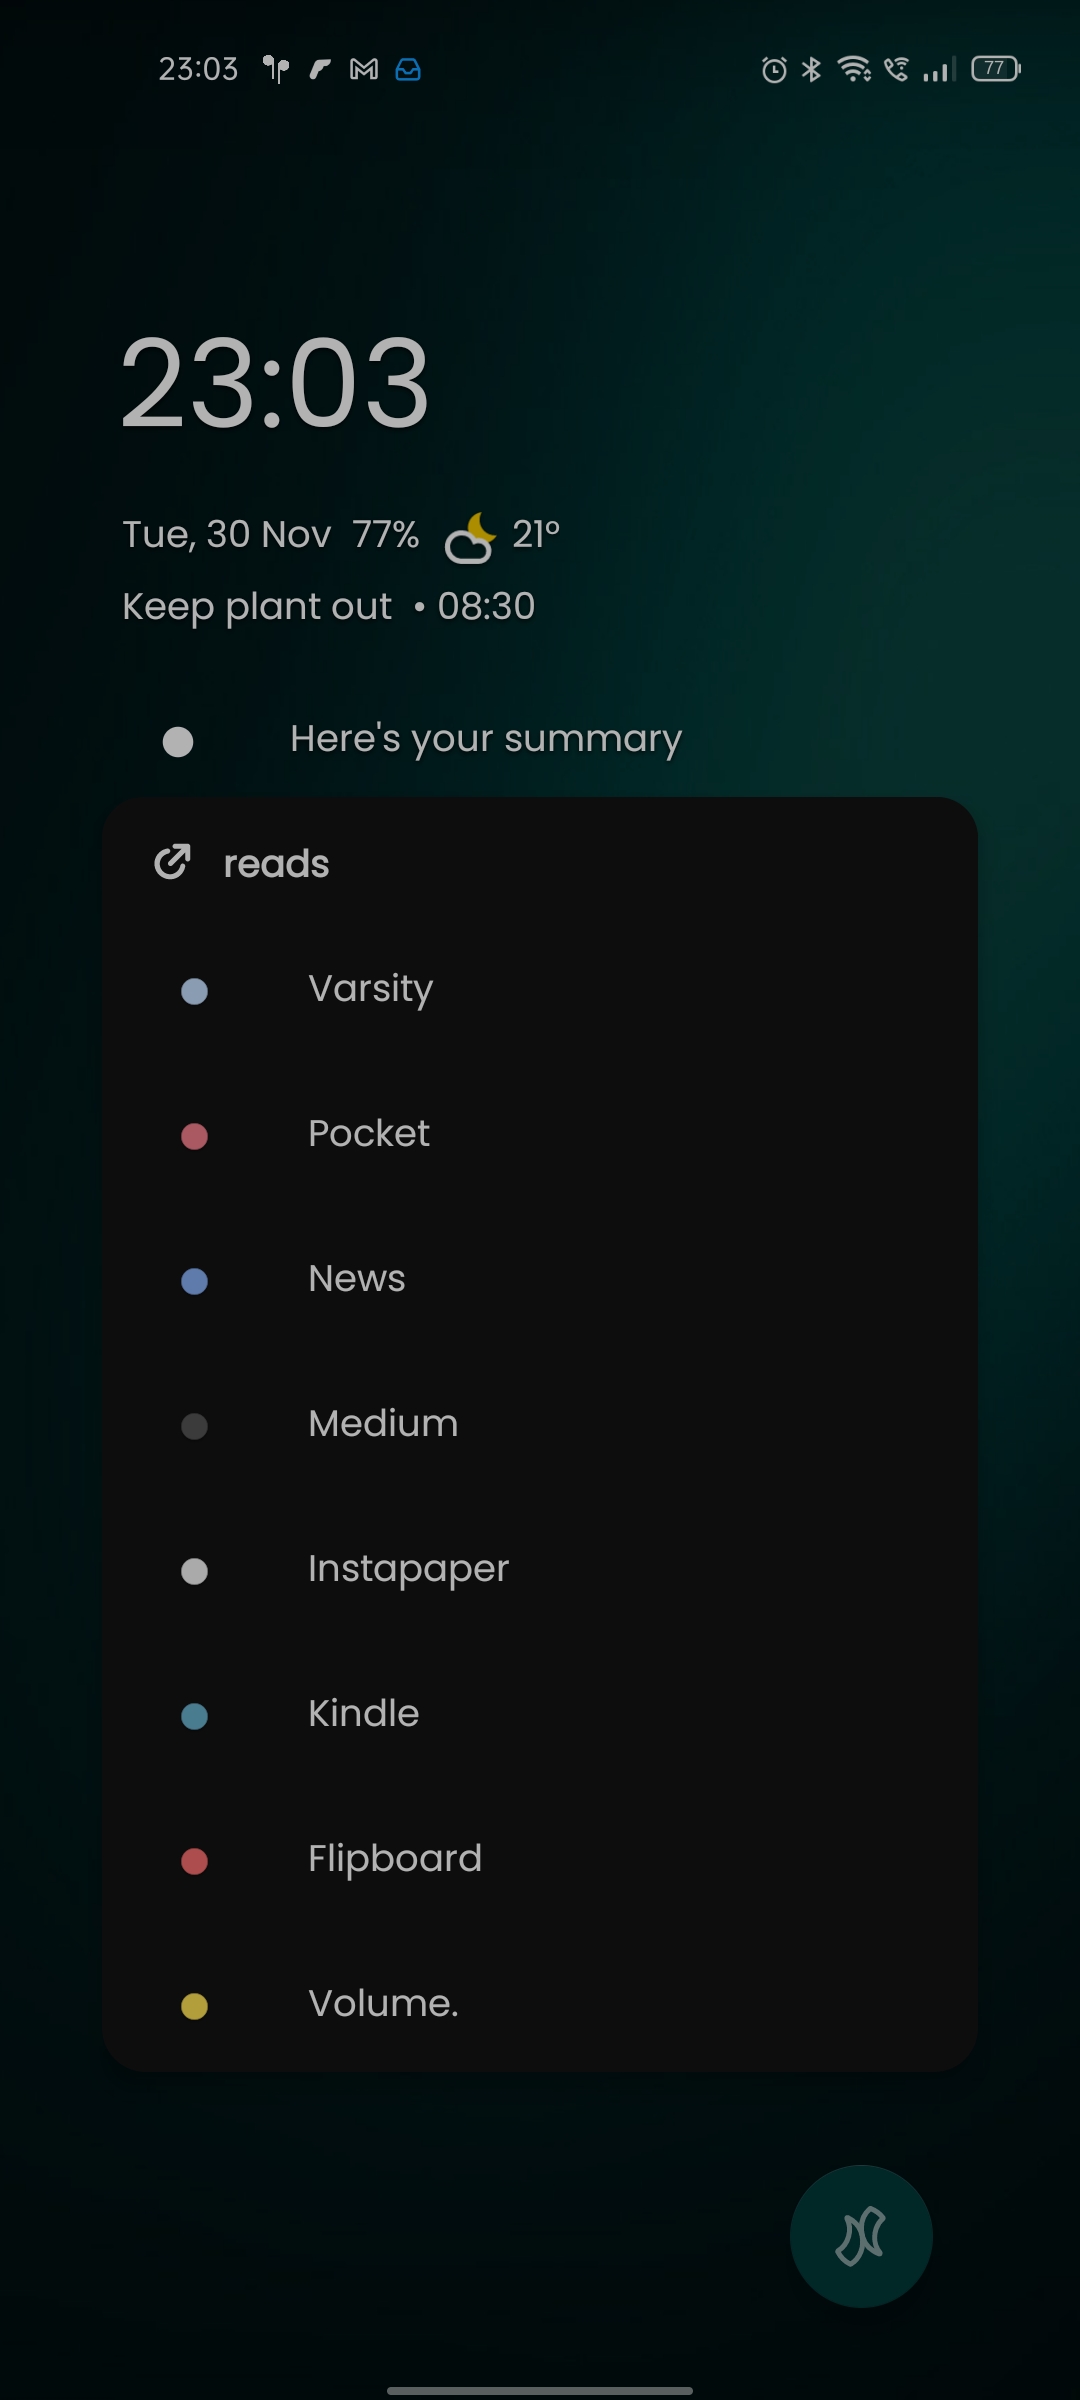 23:03 77
23:03
Tue, 30 Nov 77% 21°
Keep plant out • 08:30
Here's your summary
reads
Varsity
Pocket
News
Medium
Instapaper
Kindle
Flipboard
Volume.